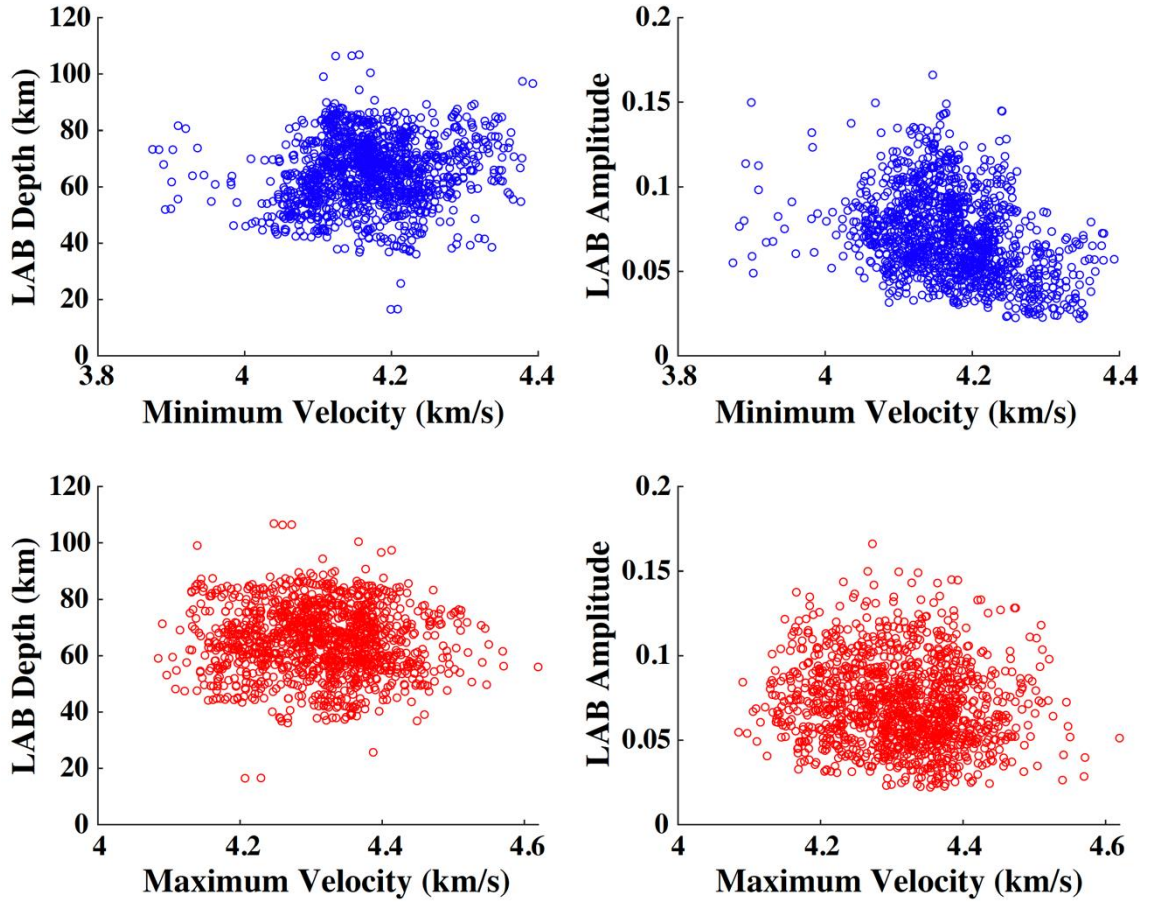 120
100
80
60
40
20
0
LAB Depth (km)
3.8 4 4.2 4.4
Minimum Velocity (km/s)
0.2
0.15
0.1
0.05
0
LAB Amplitude
3.8 4 4.2 4.4
Minimum Velocity (km/s)
120
100
80
60
40
20
0
LAB Depth (km)
4 4.2 4.4 4.6
Maximum Velocity (km/s)
0.2
0.15
0.1
0.05
0
LAB Amplitude
4 4.2 4.4 4.6
Maximum Velocity (km/s)